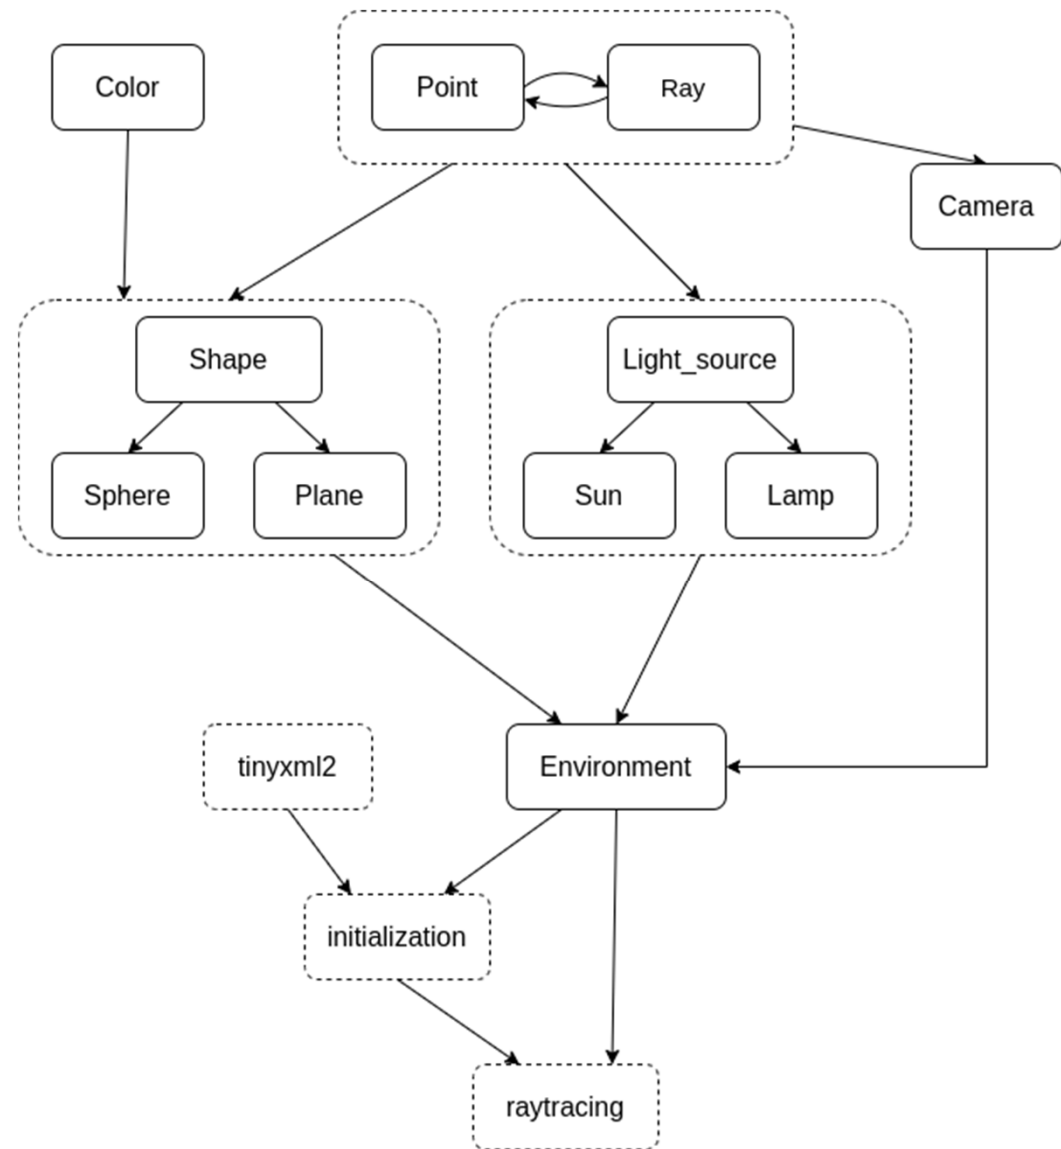 Color
Point
Ray
Camera
Shape
Light_source
Sphere
Plane
Sun
Lamp
tinyxml2
Environment
initialization
raytracing